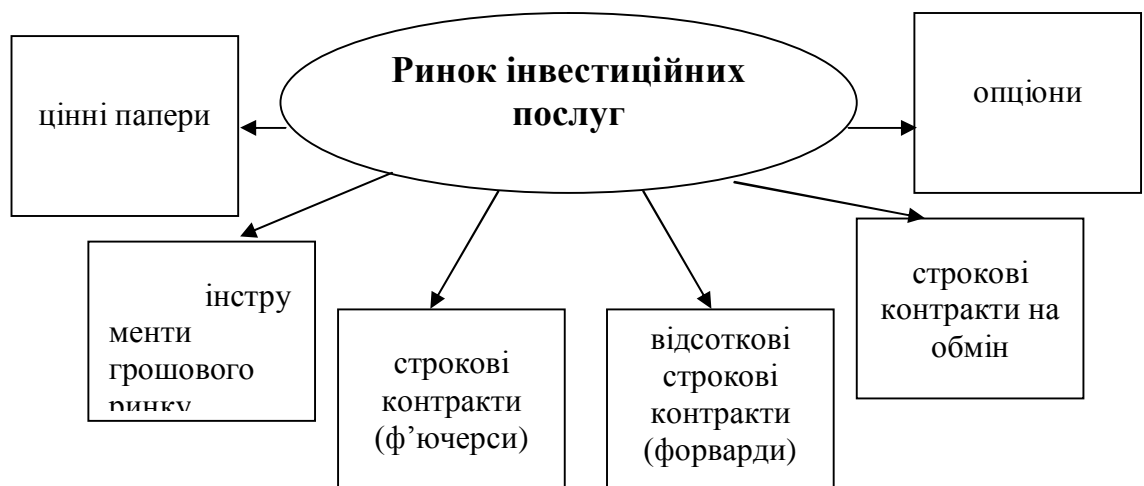 Ринок інвестиційних
послуг
цінні папери
опціони
інстру
менти
грошового
ринку
строкові
контракти
(ф’ючерси)
відсоткові
строкові
контракти
(форварди)
строкові
контракти на
обмін